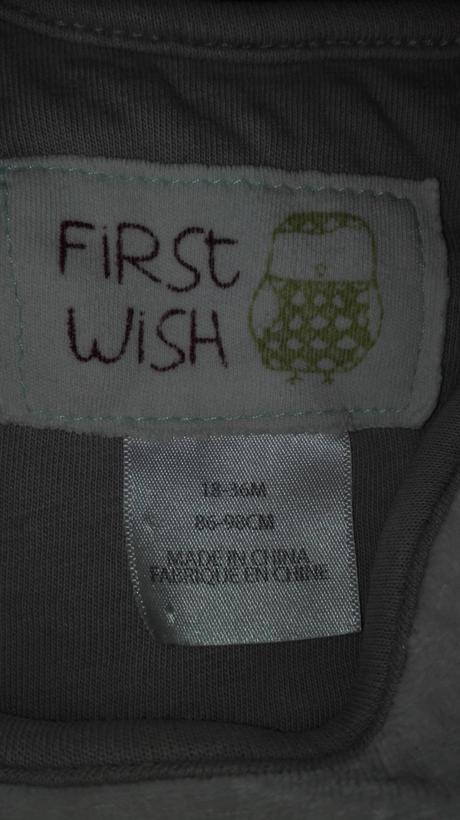 FiRSt
WiSH
18-36M
86-98CM
MADE IN CHINA
FABRIQUE EN CHINE